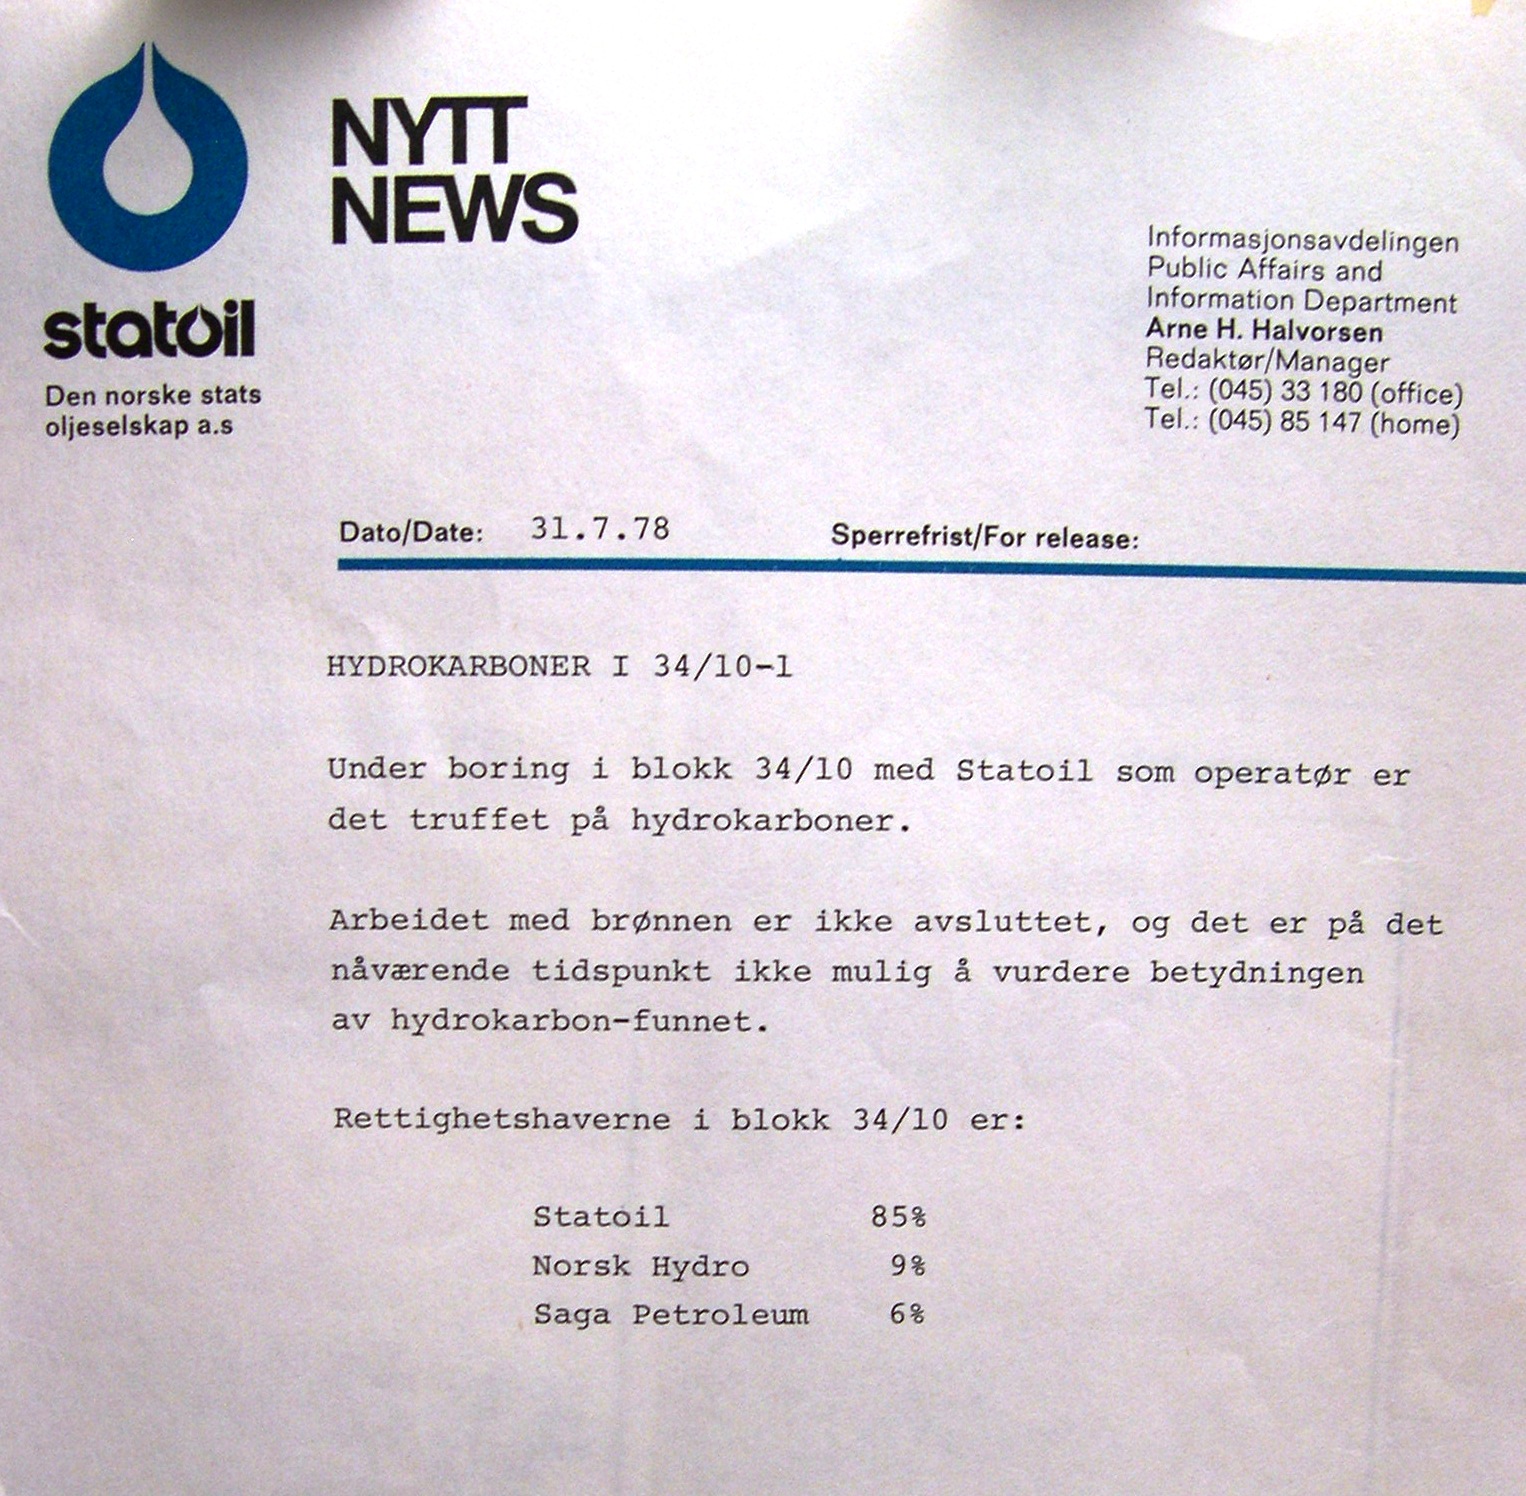 NYTT
NEWS
statoil
Den norske stats
oljeselskap a.s
Informasjonsavdelingen
Public Affairs and
Information Department
Arne H. Halvorsen
Redaktør/Manager
Tel.: (045) 33 180 (office)
Tel.: (045) 85 147 (home)
Dato/Date: 31.7.78 Sperrefrist/For release:
HYDROKARBONER I 34/10-1
Under boring i blokk 34/10 med Statoil som operatør er
det truffet på hydrokarboner.
Arbeidet med brønnen er ikke avsluttet, og det er på det
nåværende tidspunkt ikke mulig å vurdere betydningen
av hydrokarbon-funnet.
Rettighetshaverne i blokk 34/10 er:
Statoil 85%
Norsk Hydro 9%
Saga Petroleum 6%